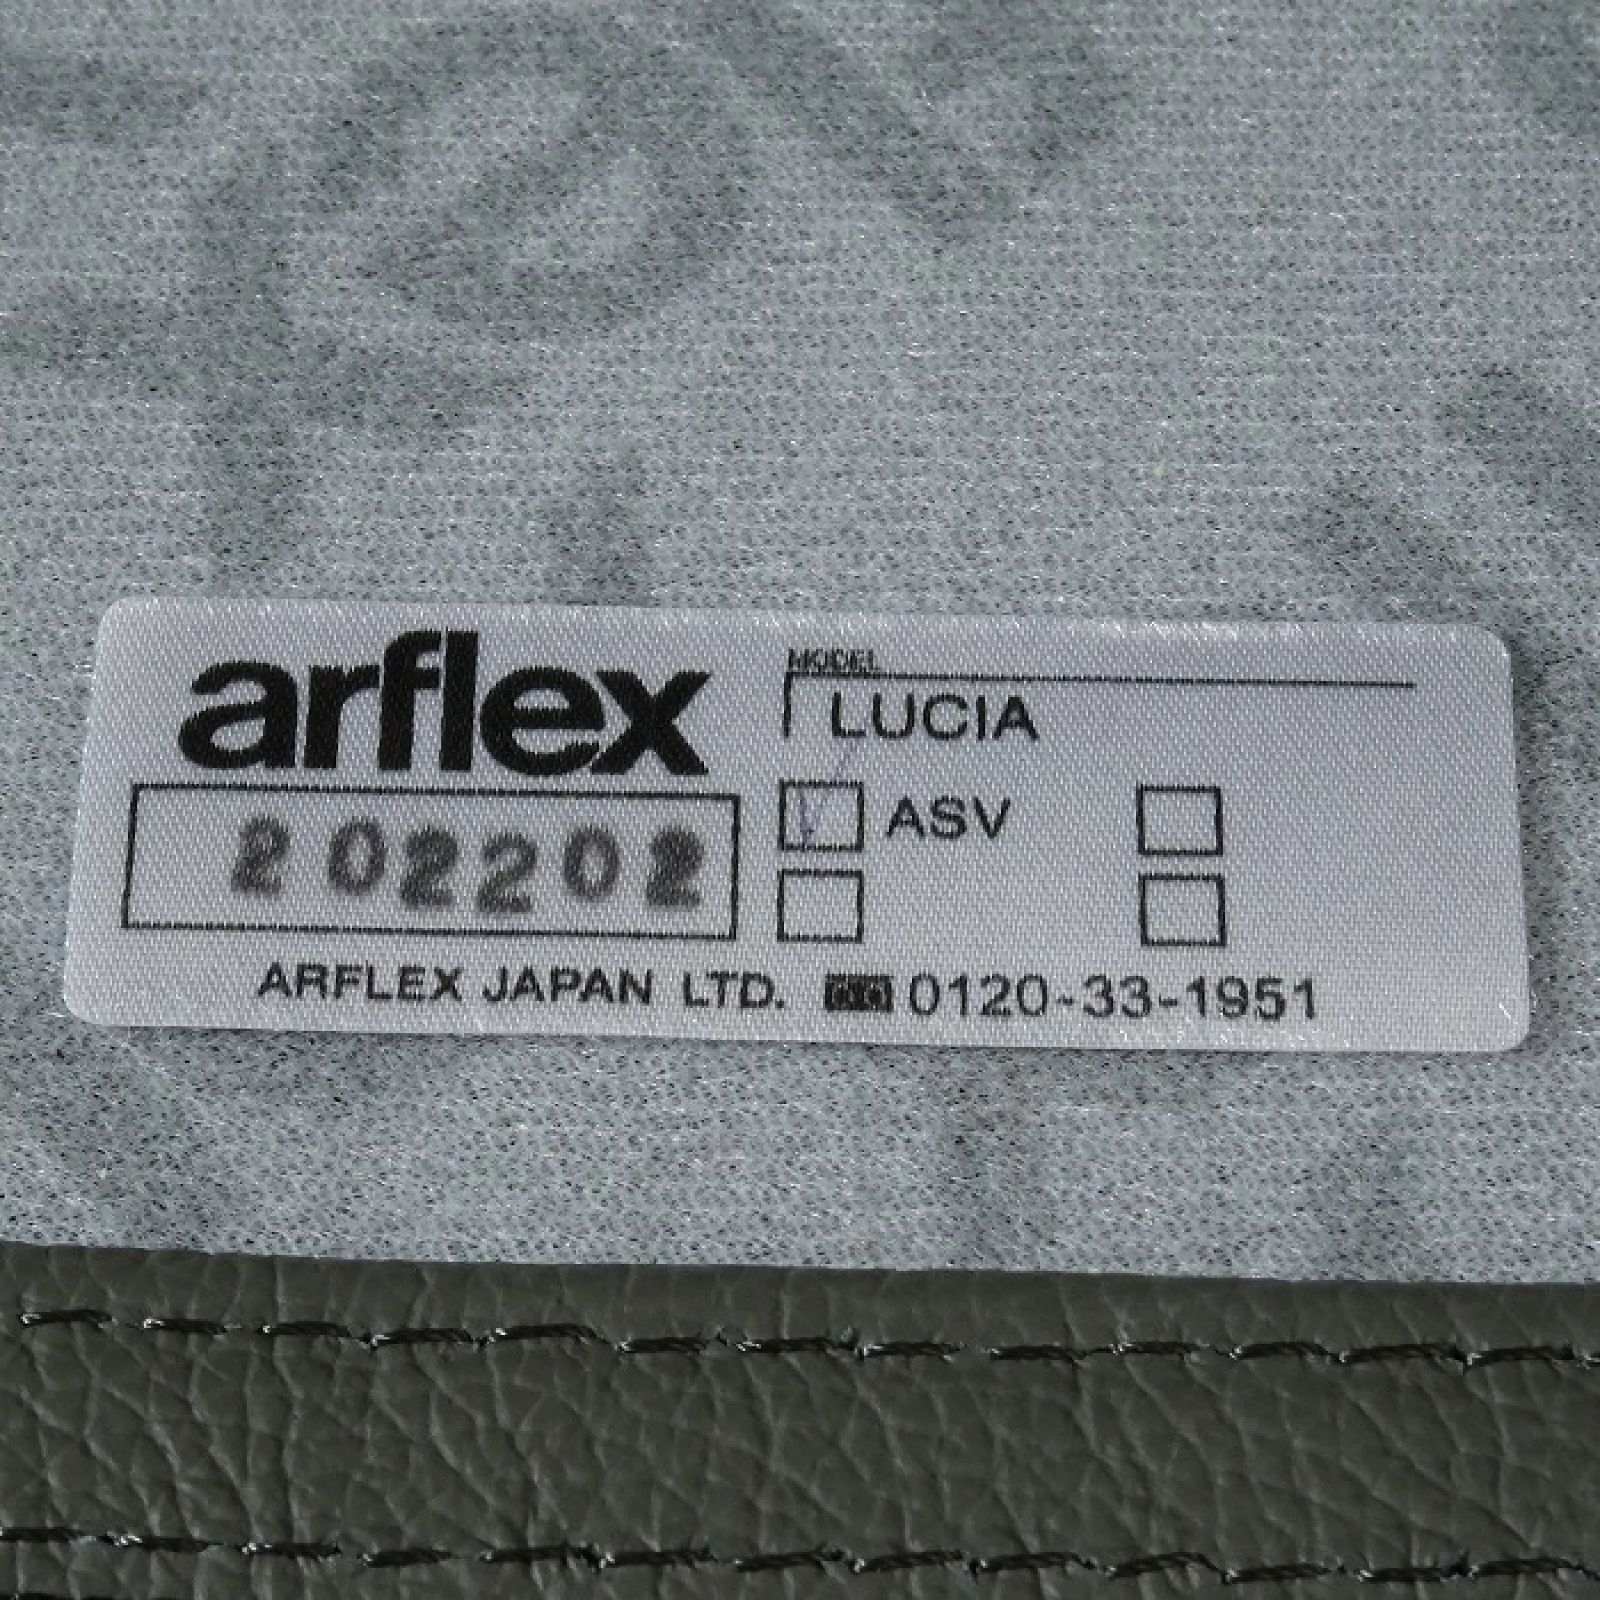 arflex
MODEL
LUCIA
ASV
202202
ARFLEX JAPAN LTD. 0120-33-1951